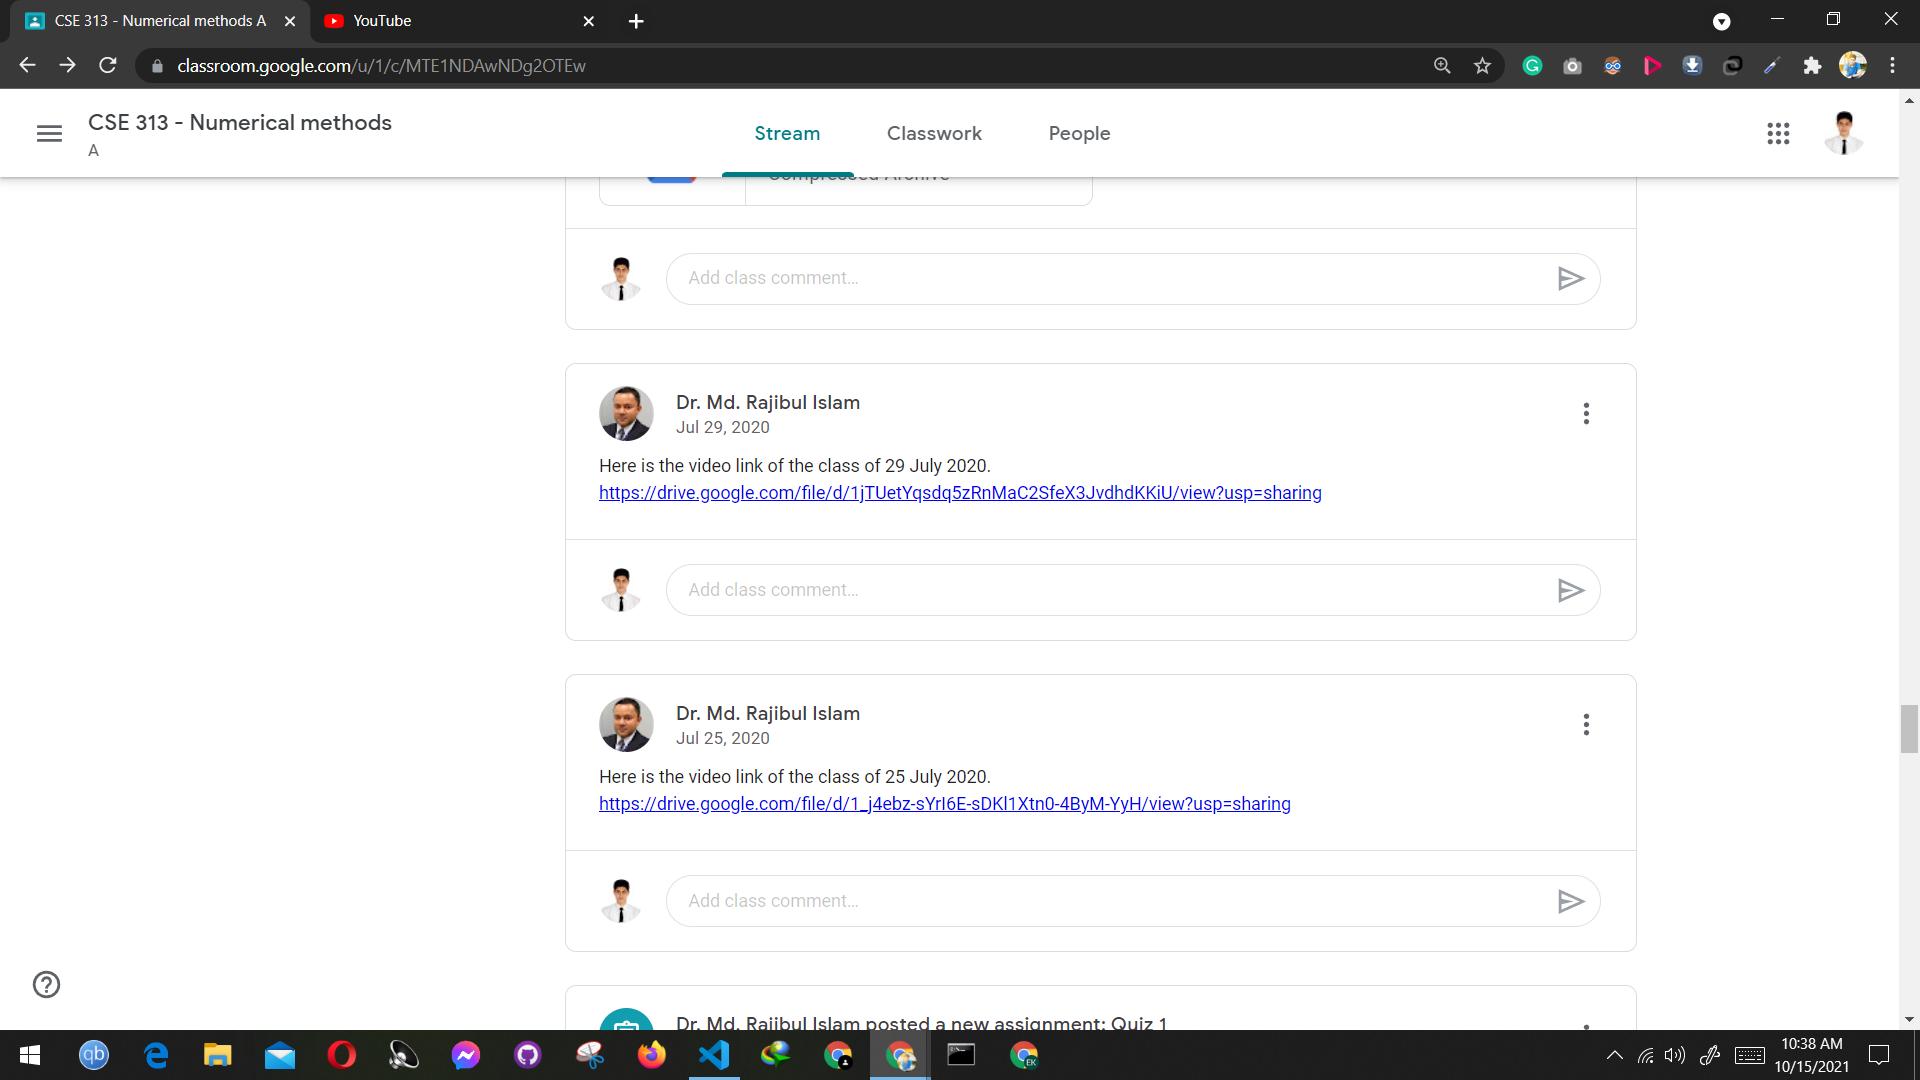 CSE 313 - Numerical methods A
YouTube
classroom.google.com/u/1/c/MTE1NDAwNDg2OTEw
CSE 313 - Numerical methods
A
Stream
Classwork
People
Compressed Archive
Add class comment...
Dr. Md. Rajibul Islam
Jul 29, 2020
Here is the video link of the class of 29 July 2020.
https://drive.google.com/file/d/1jTUetYqsdq5zRnMaC2SfeX3JvdhdKKiU/view?usp=sharing
Add class comment...
Dr. Md. Rajibul Islam
Jul 25, 2020
Here is the video link of the class of 25 July 2020.
https://drive.google.com/file/d/1_j4ebz-sYrI6E-sDKl1Xtn0-4ByM-YyH/view?usp=sharing
Add class comment...
Dr. Md. Rajibul Islam posted a new assignment: Quiz 1
qb
EK
10:38 AM
10/15/2021